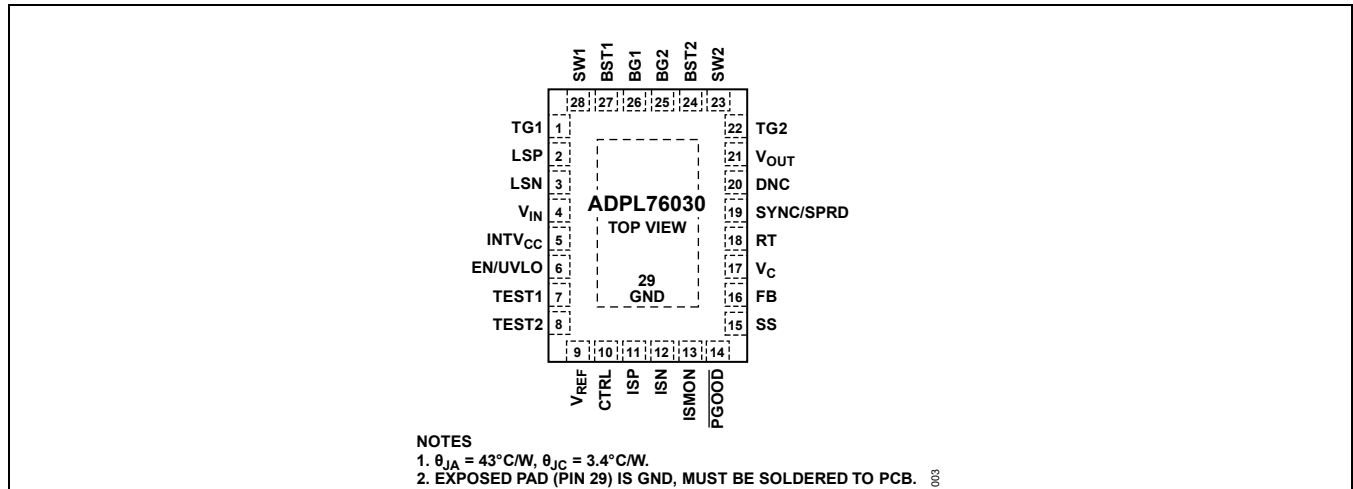 SW1
BST1
BG1
BG2
BST2
SW2
28 27 26 25 24 23
TG1 1
22 TG2
LSP 2
21 VOUT
LSN 3
20 DNC
VIN 4
ADPL76030
19 SYNC/SPRD
TOP VIEW
INTVCC 5
18 RT
EN/UVLO 6
17 VC
29
GND
TEST1 7
16 FB
TEST2 8
15 SS
9 10 11 12 13 14
VREF
CTRL
ISP
ISN
ISMON
PGOOD
NOTES
1. θJA = 43°C/W, θJC = 3.4°C/W.
2. EXPOSED PAD (PIN 29) IS GND, MUST BE SOLDERED TO PCB.
003